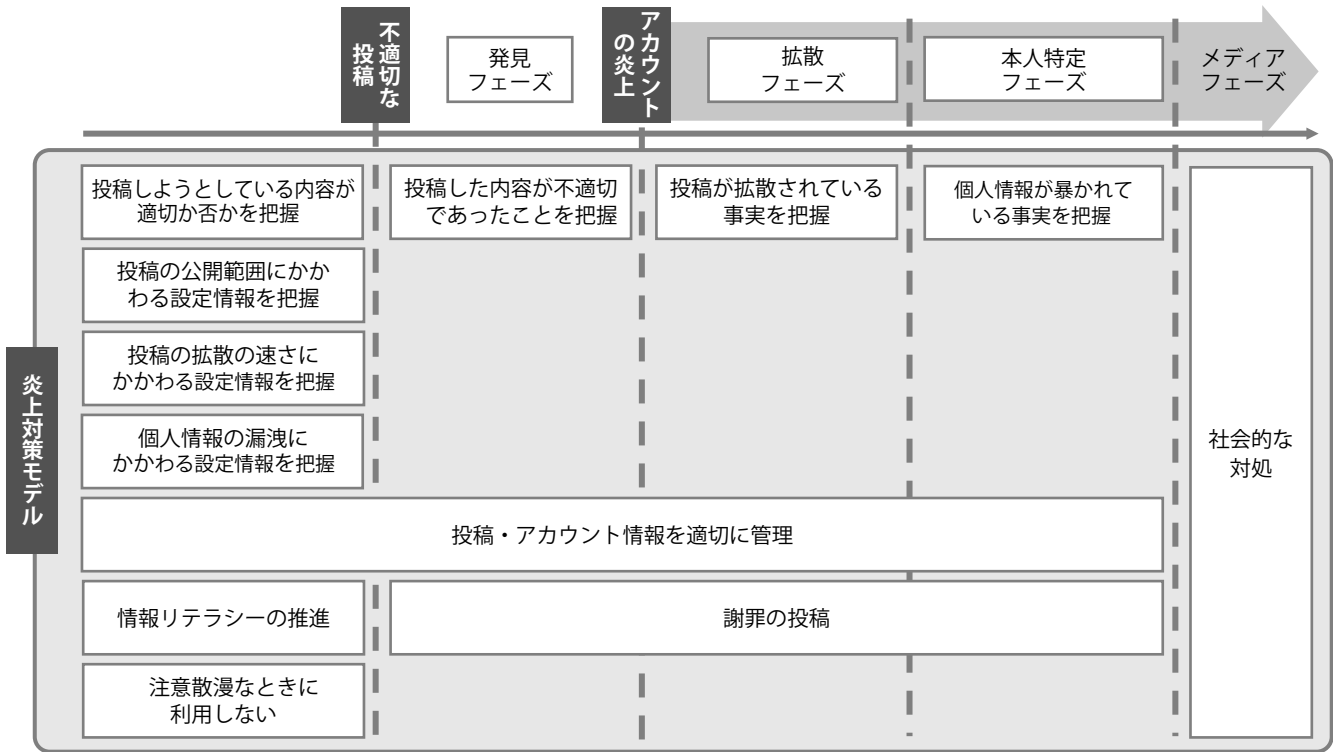 不適切な
投稿
発見
フェーズ
アカウント
の炎上
拡散
フェーズ
本人特定
フェーズ
メディア
フェーズ
炎上対策モデル
投稿しようとしている内容が
適切か否かを把握
投稿した内容が不適切
であったことを把握
投稿が拡散されている
事実を把握
個人情報が暴かれて
いる事実を把握
投稿の公開範囲にかか
わる設定情報を把握
投稿の拡散の速さに
かかわる設定情報を把握
個人情報の漏洩に
かかわる設定情報を把握
社会的な
対処
投稿・アカウント情報を適切に管理
情報リテラシーの推進
謝罪の投稿
注意散漫なときに
利用しない